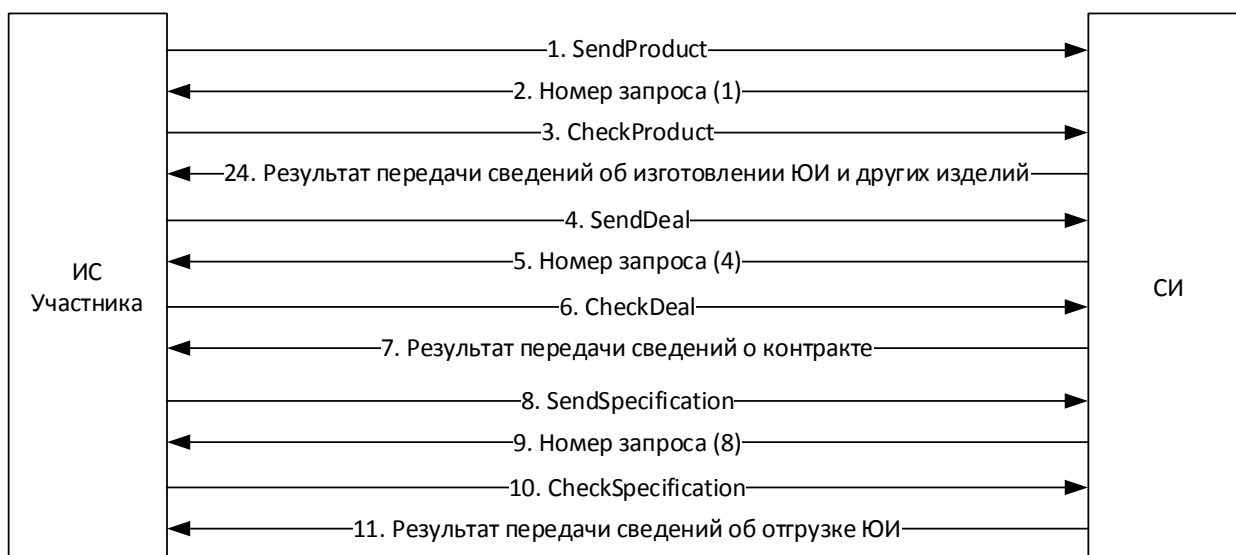 1. SendProduct
2. Номер запроса (1)
3. CheckProduct
24. Результат передачи сведений об изготовлении ЮИ и других изделий
4. SendDeal
5. Номер запроса (4)
ИС
Участника
6. CheckDeal
СИ
7. Результат передачи сведений о контракте
8. SendSpecification
9. Номер запроса (8)
10. CheckSpecification
11. Результат передачи сведений об отгрузке ЮИ